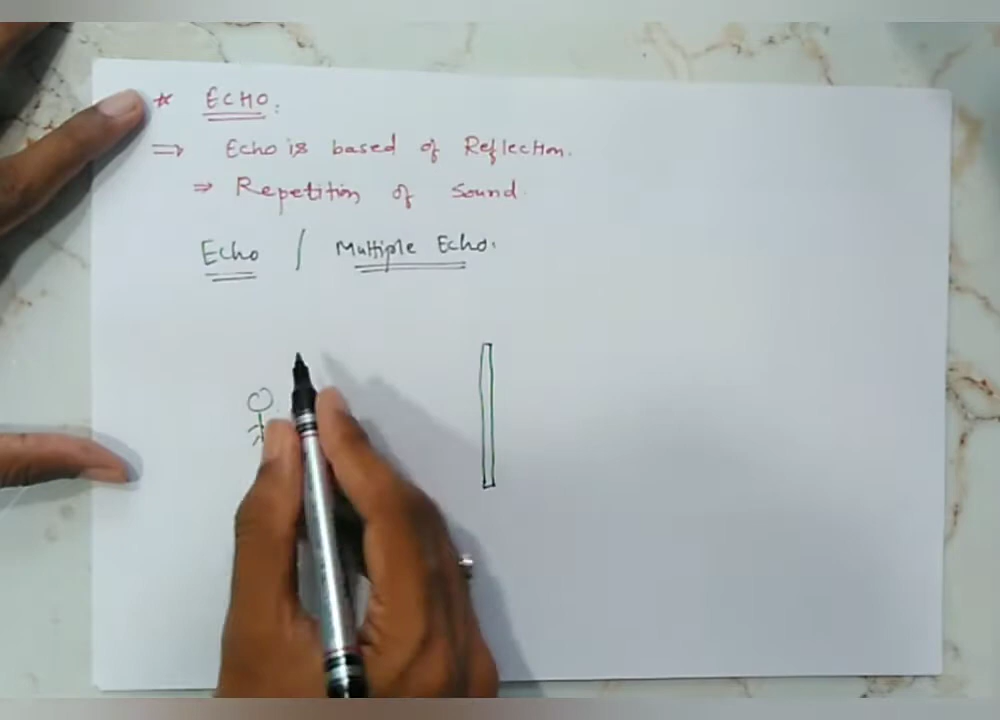 * ECHO:
⇒ Echo is based of Reflection.
⇒ Repetition of Sound.
Echo / Multiple Echo.